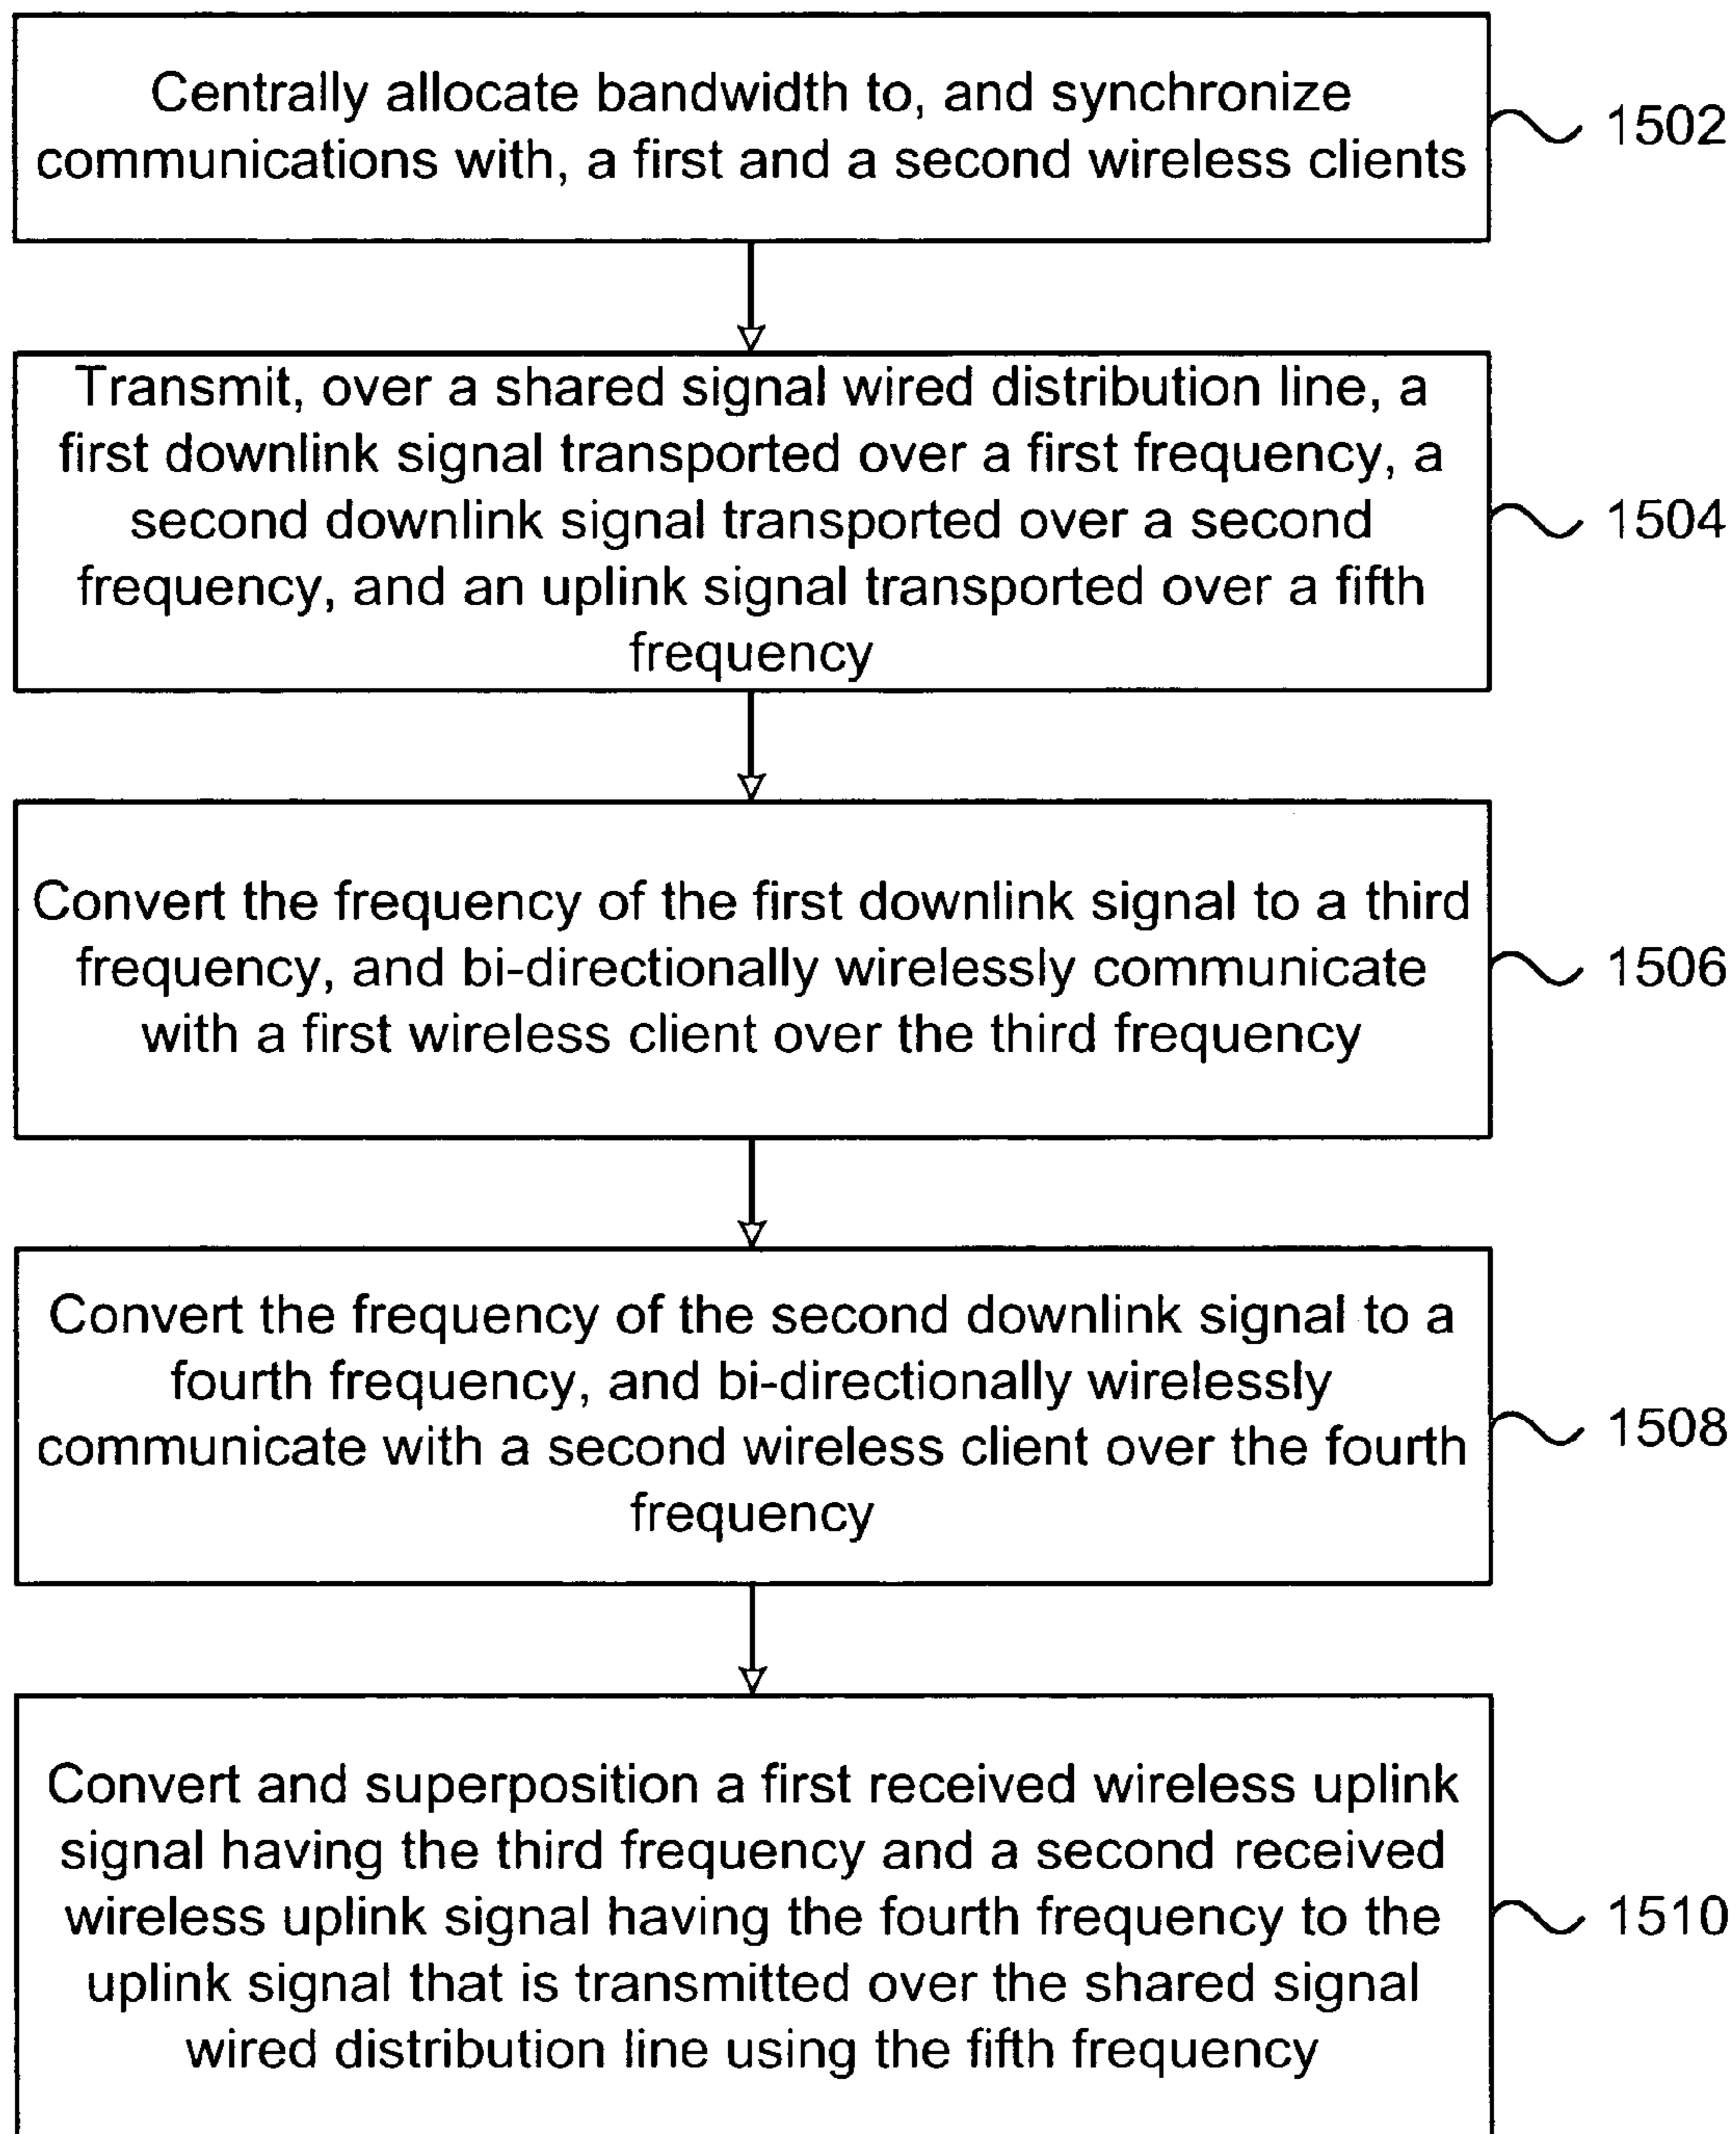 Centrally allocate bandwidth to, and synchronize
communications with, a first and a second wireless clients
1502
Transmit, over a shared signal wired distribution line, a
first downlink signal transported over a first frequency, a
second downlink signal transported over a second
frequency, and an uplink signal transported over a fifth
frequency
1504
Convert the frequency of the first downlink signal to a third
frequency, and bi-directionally wirelessly communicate
with a first wireless client over the third frequency
1506
Convert the frequency of the second downlink signal to a
fourth frequency, and bi-directionally wirelessly
communicate with a second wireless client over the fourth
frequency
1508
Convert and superposition a first received wireless uplink
signal having the third frequency and a second received
wireless uplink signal having the fourth frequency to the
uplink signal that is transmitted over the shared signal
wired distribution line using the fifth frequency
1510